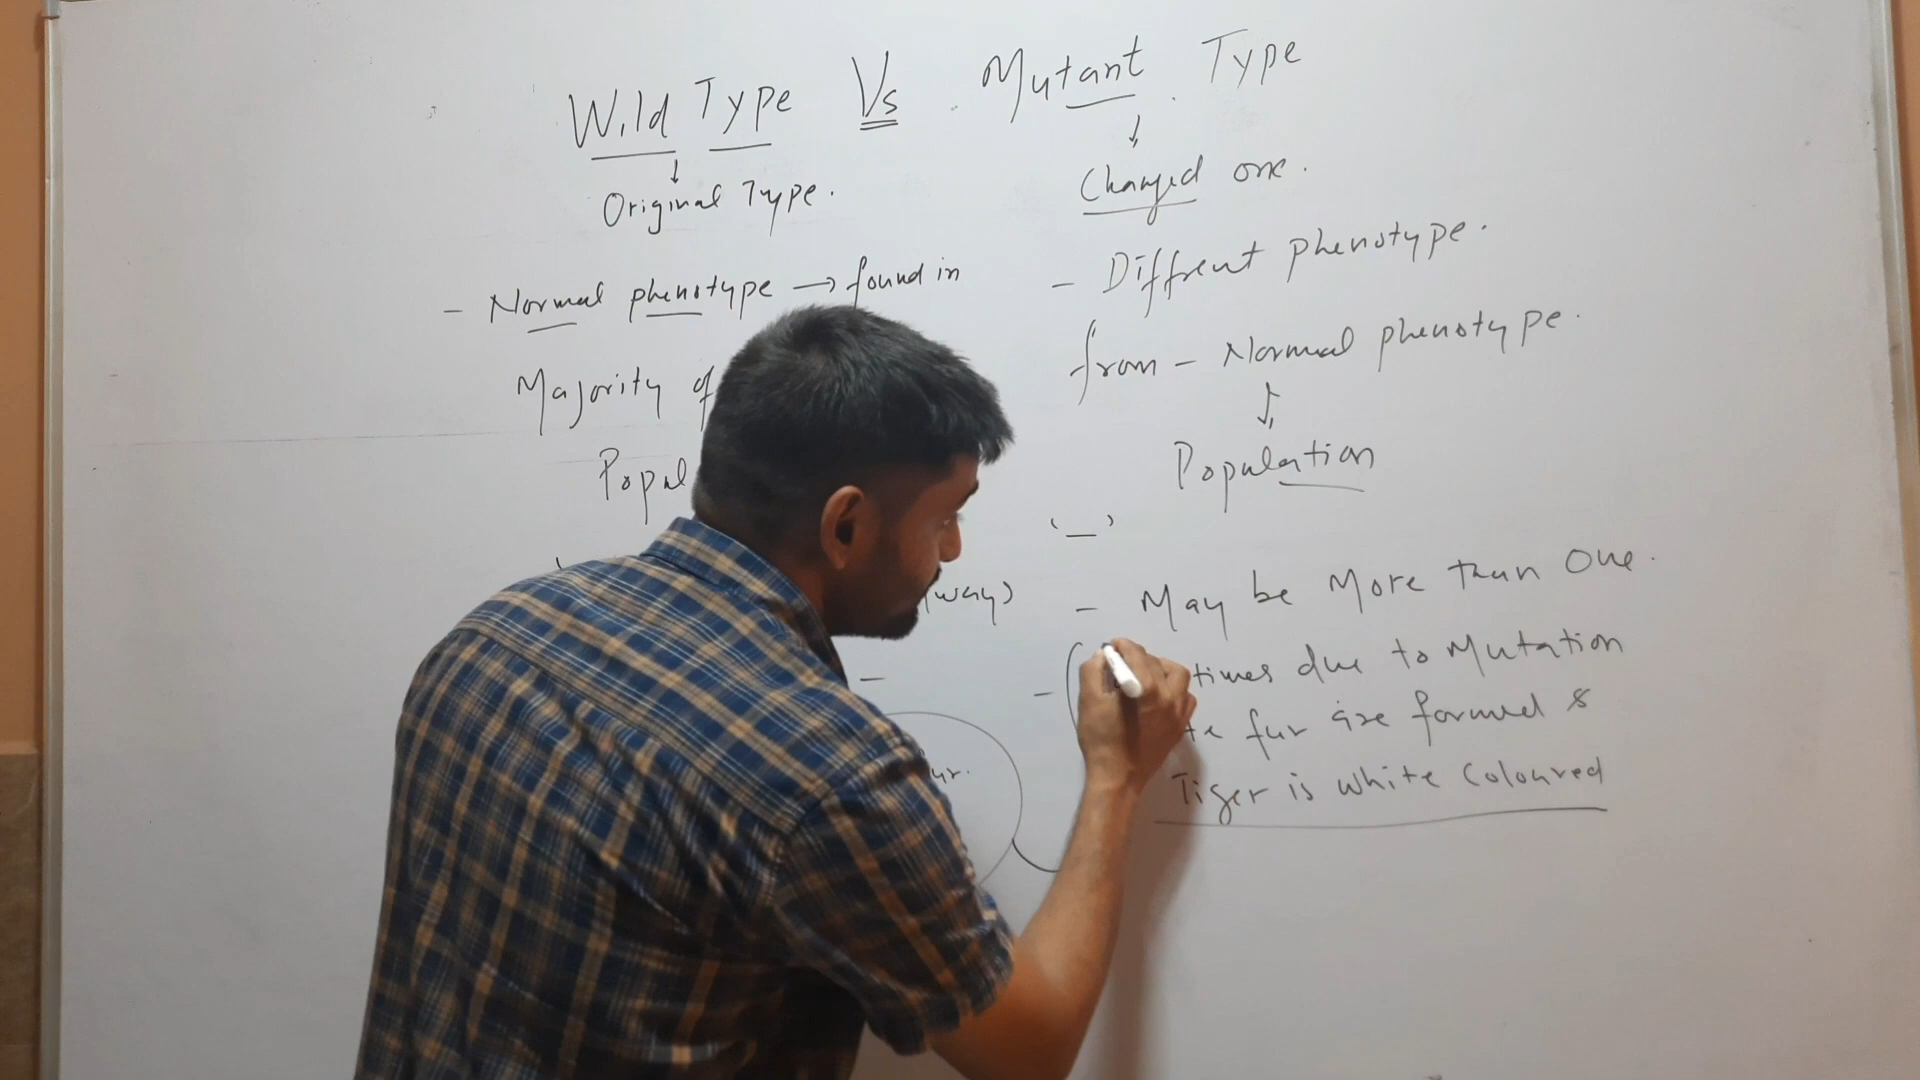 Wild Type Vs Mutant Type
Original Type.
Changed one.
- Normal phenotype → found in
Majority of
Popul
way)
- Diffrent phenotype.
from - Normal phenotype.
Population
- May be More than One.
times due to Mutation
fur are formed &
Tiger is white Coloured